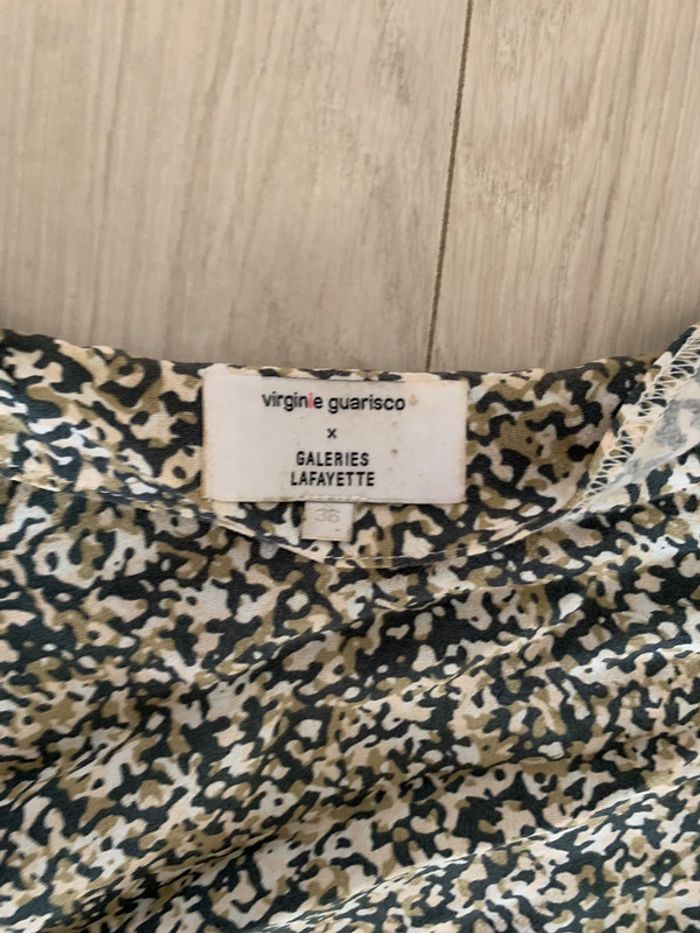 virginie guarisco
x
GALERIES
LAFAYETTE
36